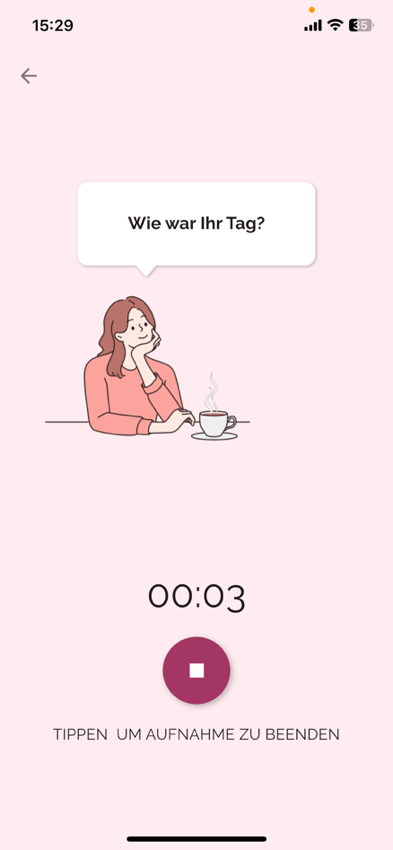 15:29
35
Wie war Ihr Tag?
00:03
TIPPEN  UM AUFNAHME ZU BEENDEN